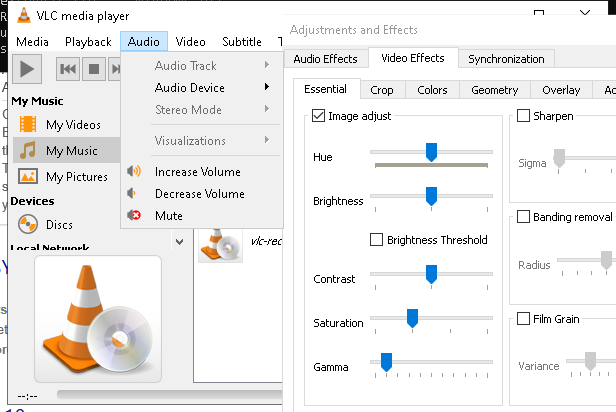 VLC media player
Media Playback Audio Video Subtitle
Audio Track
Audio Device
Stereo Mode
Visualizations
Increase Volume
Decrease Volume
Mute
My Music
My Videos
My Music
My Pictures
Devices
Discs
Local Network
vlc-rec
--:--
Adjustments and Effects
Audio Effects Video Effects Synchronization
Essential Crop Colors Geometry Overlay
Image adjust
Hue
Brightness
Brightness Threshold
Contrast
Saturation
Gamma
Sharpen
Sigma
Banding removal
Radius
Film Grain
Variance